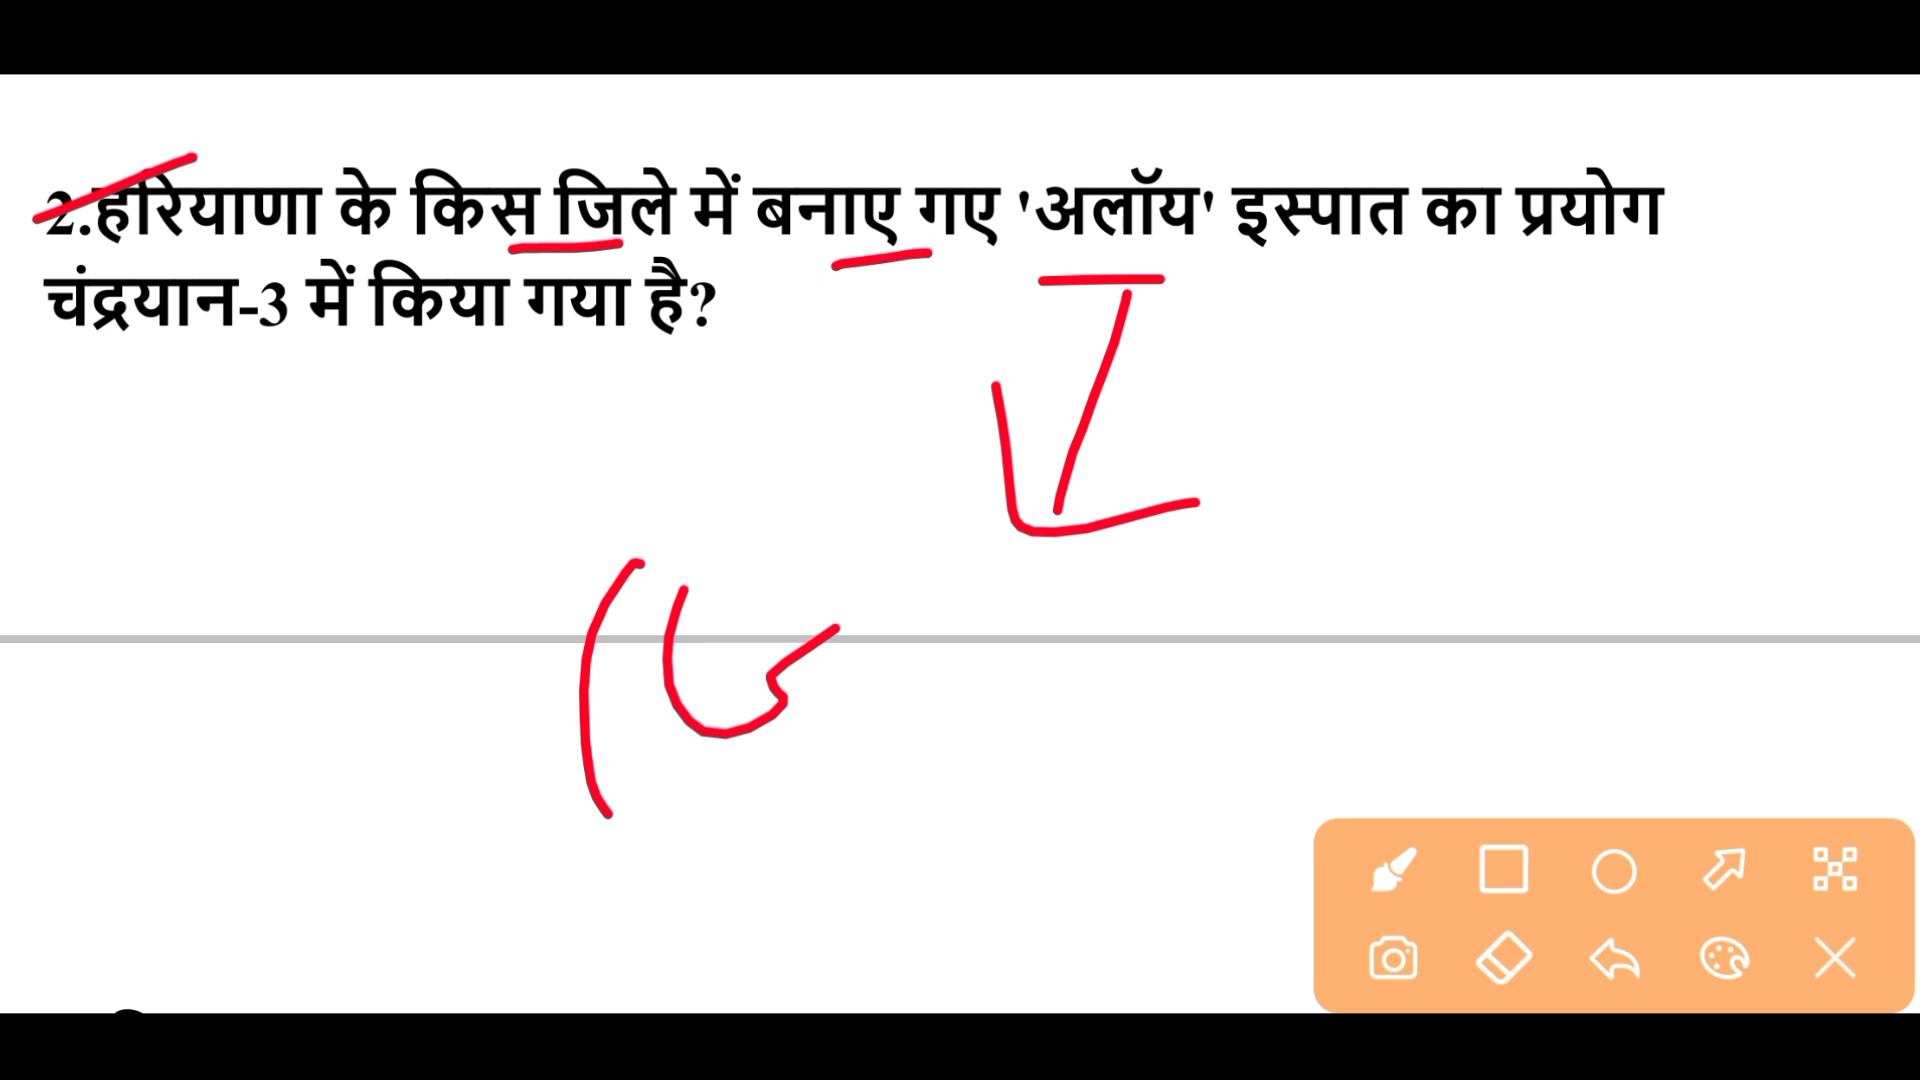 2.हरियाणा के किस जिले में बनाए गए 'अलॉय' इस्पात का प्रयोग
चंद्रयान-3 में किया गया है?